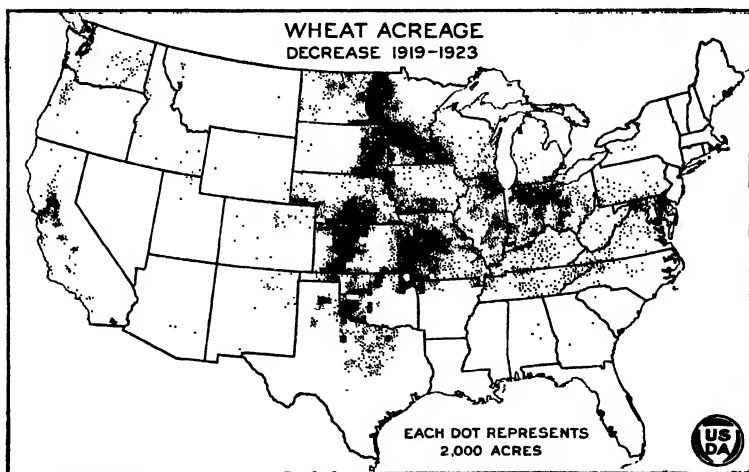 WHEAT ACREAGE
DECREASE 1919-1923
EACH DOT REPRESENTS
2,000 ACRES
US
DA